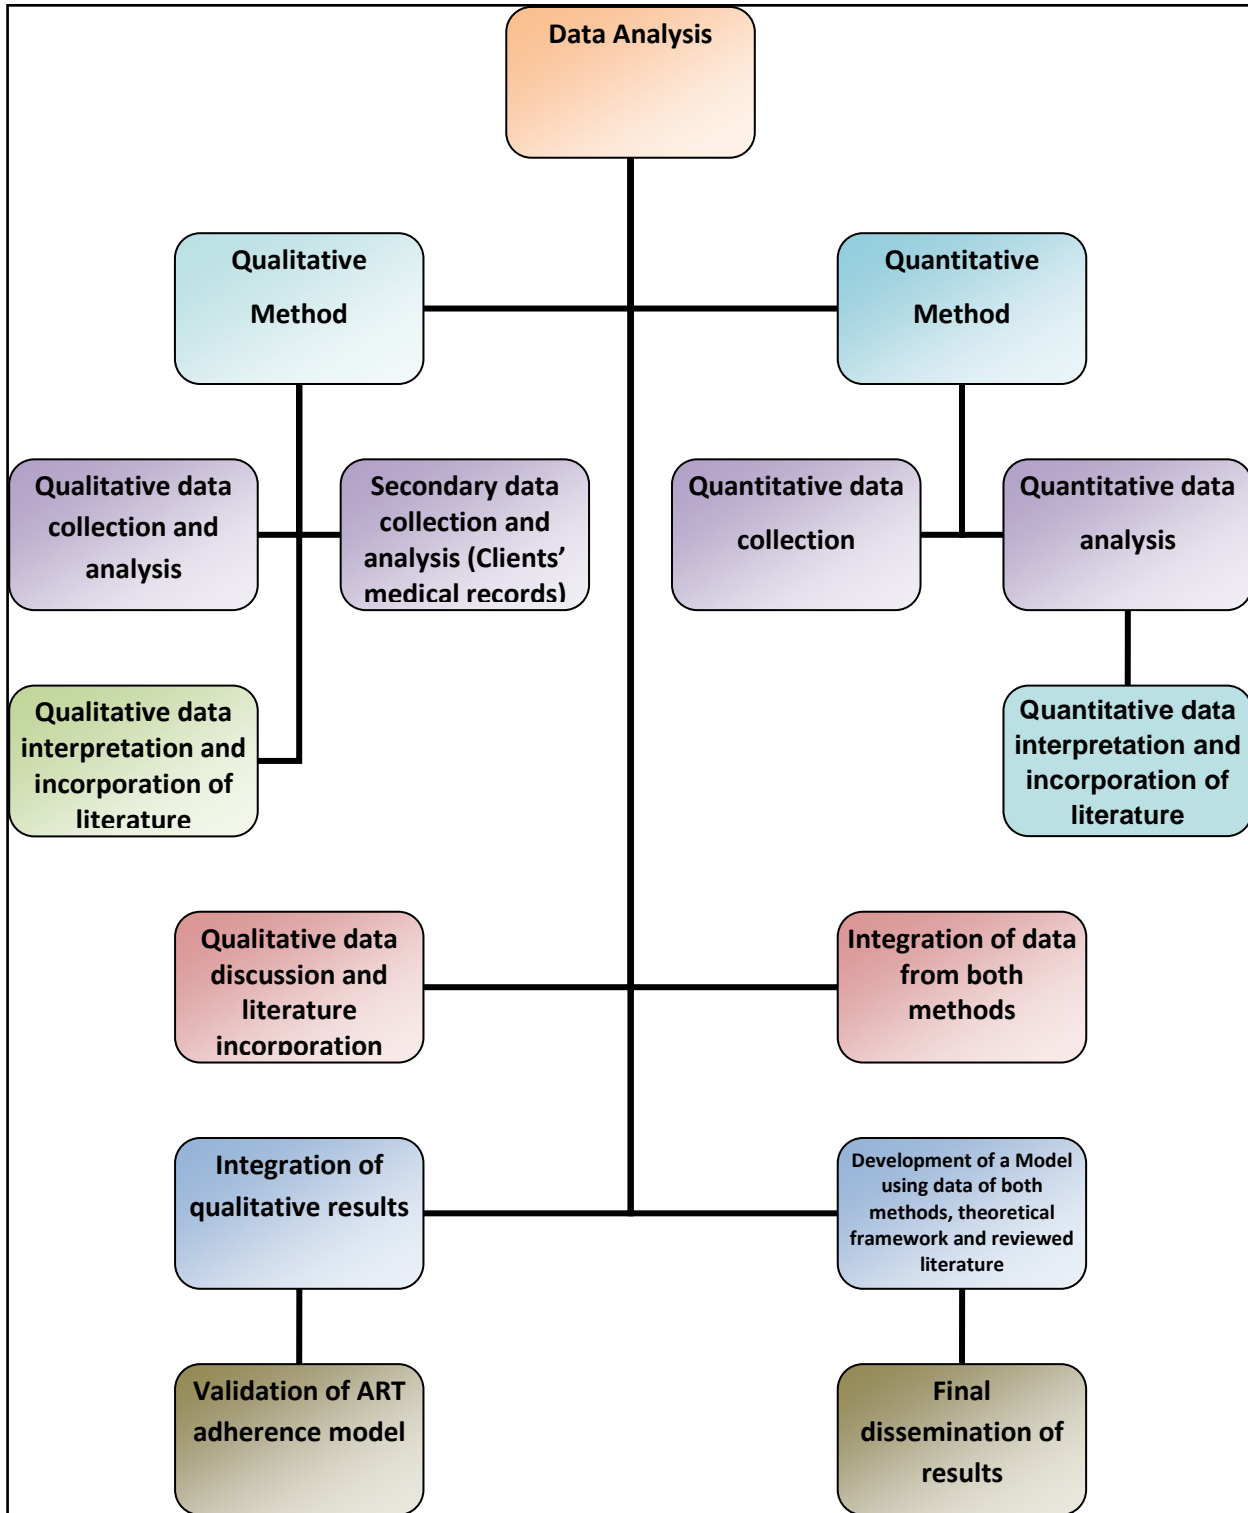 Data Analysis
Qualitative
Method
Quantitative
Method
Qualitative data
collection and
analysis
Secondary data
collection and
analysis (Clients’
medical records)
Quantitative data
collection
Quantitative data
analysis
Qualitative data
interpretation and
incorporation of
literature
Quantitative data
interpretation and
incorporation of
literature
Qualitative data
discussion and
literature
incorporation
Integration of data
from both
methods
Integration of
qualitative results
Development of a Model
using data of both
methods, theoretical
framework and reviewed
literature
Validation of ART
adherence model
Final
dissemination of
results